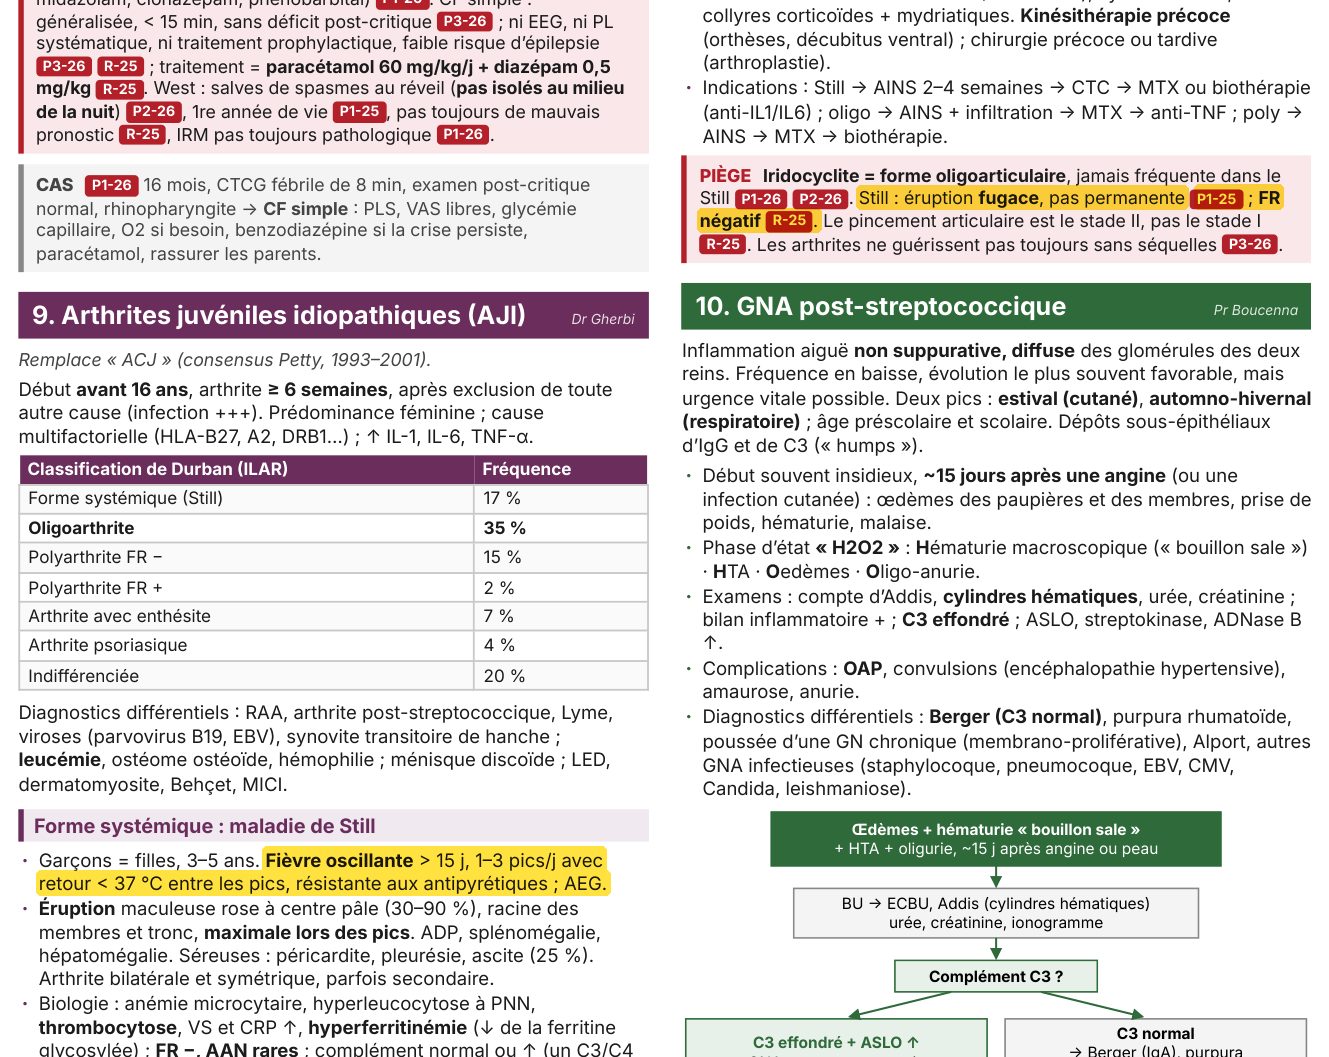 midazolam, clonazépam, phénobarbital) P1-26. CF simple :
généralisée, < 15 min, sans déficit post-critique P3-26 ; ni EEG, ni PL
systématique, ni traitement prophylactique, faible risque d'épilepsie
P3-26 R-25 ; traitement = paracétamol 60 mg/kg/j + diazépam 0,5
mg/kg R-25. West : salves de spasmes au réveil (pas isolés au milieu
de la nuit) P2-26, 1re année de vie P1-25, pas toujours de mauvais
pronostic R-25, IRM pas toujours pathologique P1-26.
CAS P1-26 16 mois, CTCG fébrile de 8 min, examen post-critique
normal, rhinopharyngite → CF simple : PLS, VAS libres, glycémie
capillaire, O2 si besoin, benzodiazépine si la crise persiste,
paracétamol, rassurer les parents.
9. Arthrites juvéniles idiopathiques (AJI) Dr Gherbi
Remplace « ACJ » (consensus Petty, 1993–2001).
Début avant 16 ans, arthrite ≥ 6 semaines, après exclusion de toute
autre cause (infection +++). Prédominance féminine ; cause
multifactorielle (HLA-B27, A2, DRB1…) ; ↑ IL-1, IL-6, TNF-α.
Classification de Durban (ILAR) Fréquence
Forme systémique (Still) 17 %
Oligoarthrite 35 %
Polyarthrite FR − 15 %
Polyarthrite FR + 2 %
Arthrite avec enthésite 7 %
Arthrite psoriasique 4 %
Indifférenciée 20 %
Diagnostics différentiels : RAA, arthrite post-streptococcique, Lyme,
viroses (parvovirus B19, EBV), synovite transitoire de hanche ;
leucémie, ostéome ostéoïde, hémophilie ; ménisque discoïde ; LED,
dermatomyosite, Behçet, MICI.
Forme systémique : maladie de Still
· Garçons = filles, 3–5 ans. Fièvre oscillante > 15 j, 1–3 pics/j avec
retour < 37 °C entre les pics, résistante aux antipyrétiques ; AEG.
· Éruption maculeuse rose à centre pâle (30–90 %), racine des
membres et tronc, maximale lors des pics. ADP, splénomégalie,
hépatomégalie. Séreuses : péricardite, pleurésie, ascite (25 %).
Arthrite bilatérale et symétrique, parfois secondaire.
· Biologie : anémie microcytaire, hyperleucocytose à PNN,
thrombocytose, VS et CRP ↑, hyperferritinémie (↓ de la ferritine
glycosylée) ; FR −, AAN rares ; complément normal ou ↑ (un C3/C4
collyres corticoïdes + mydriatiques. Kinésithérapie précoce
(orthèses, décubitus ventral) ; chirurgie précoce ou tardive
(arthroplastie).
· Indications : Still → AINS 2–4 semaines → CTC → MTX ou biothérapie
(anti-IL1/IL6) ; oligo → AINS + infiltration → MTX → anti-TNF ; poly →
AINS → MTX → biothérapie.
PIÈGE Iridocyclite = forme oligoarticulaire, jamais fréquente dans le
Still P1-26 P2-26. Still : éruption fugace, pas permanente P1-25 ; FR
négatif R-25. Le pincement articulaire est le stade II, pas le stade I
R-25. Les arthrites ne guérissent pas toujours sans séquelles P3-26.
10. GNA post-streptococcique Pr Boucenna
Inflammation aiguë non suppurative, diffuse des glomérules des deux
reins. Fréquence en baisse, évolution le plus souvent favorable, mais
urgence vitale possible. Deux pics : estival (cutané), automno-hivernal
(respiratoire) ; âge préscolaire et scolaire. Dépôts sous-épithéliaux
d'IgG et de C3 (« humps »).
· Début souvent insidieux, ~15 jours après une angine (ou une
infection cutanée) : œdèmes des paupières et des membres, prise de
poids, hématurie, malaise.
· Phase d'état « H2O2 » : Hématurie macroscopique (« bouillon sale »)
· HTA · Oedèmes · Oligo-anurie.
· Examens : compte d'Addis, cylindres hématiques, urée, créatinine ;
bilan inflammatoire + ; C3 effondré ; ASLO, streptokinase, ADNase B
↑.
· Complications : OAP, convulsions (encéphalopathie hypertensive),
amaurose, anurie.
· Diagnostics différentiels : Berger (C3 normal), purpura rhumatoïde,
poussée d'une GN chronique (membrano-proliférative), Alport, autres
GNA infectieuses (staphylocoque, pneumocoque, EBV, CMV,
Candida, leishmaniose).
Œdèmes + hématurie « bouillon sale »
+ HTA + oligurie, ~15 j après angine ou peau
BU → ECBU, Addis (cylindres hématiques)
urée, créatinine, ionogramme
Complément C3 ?
C3 effondré + ASLO ↑
C3 normal
→ Berger (IgA), purpura